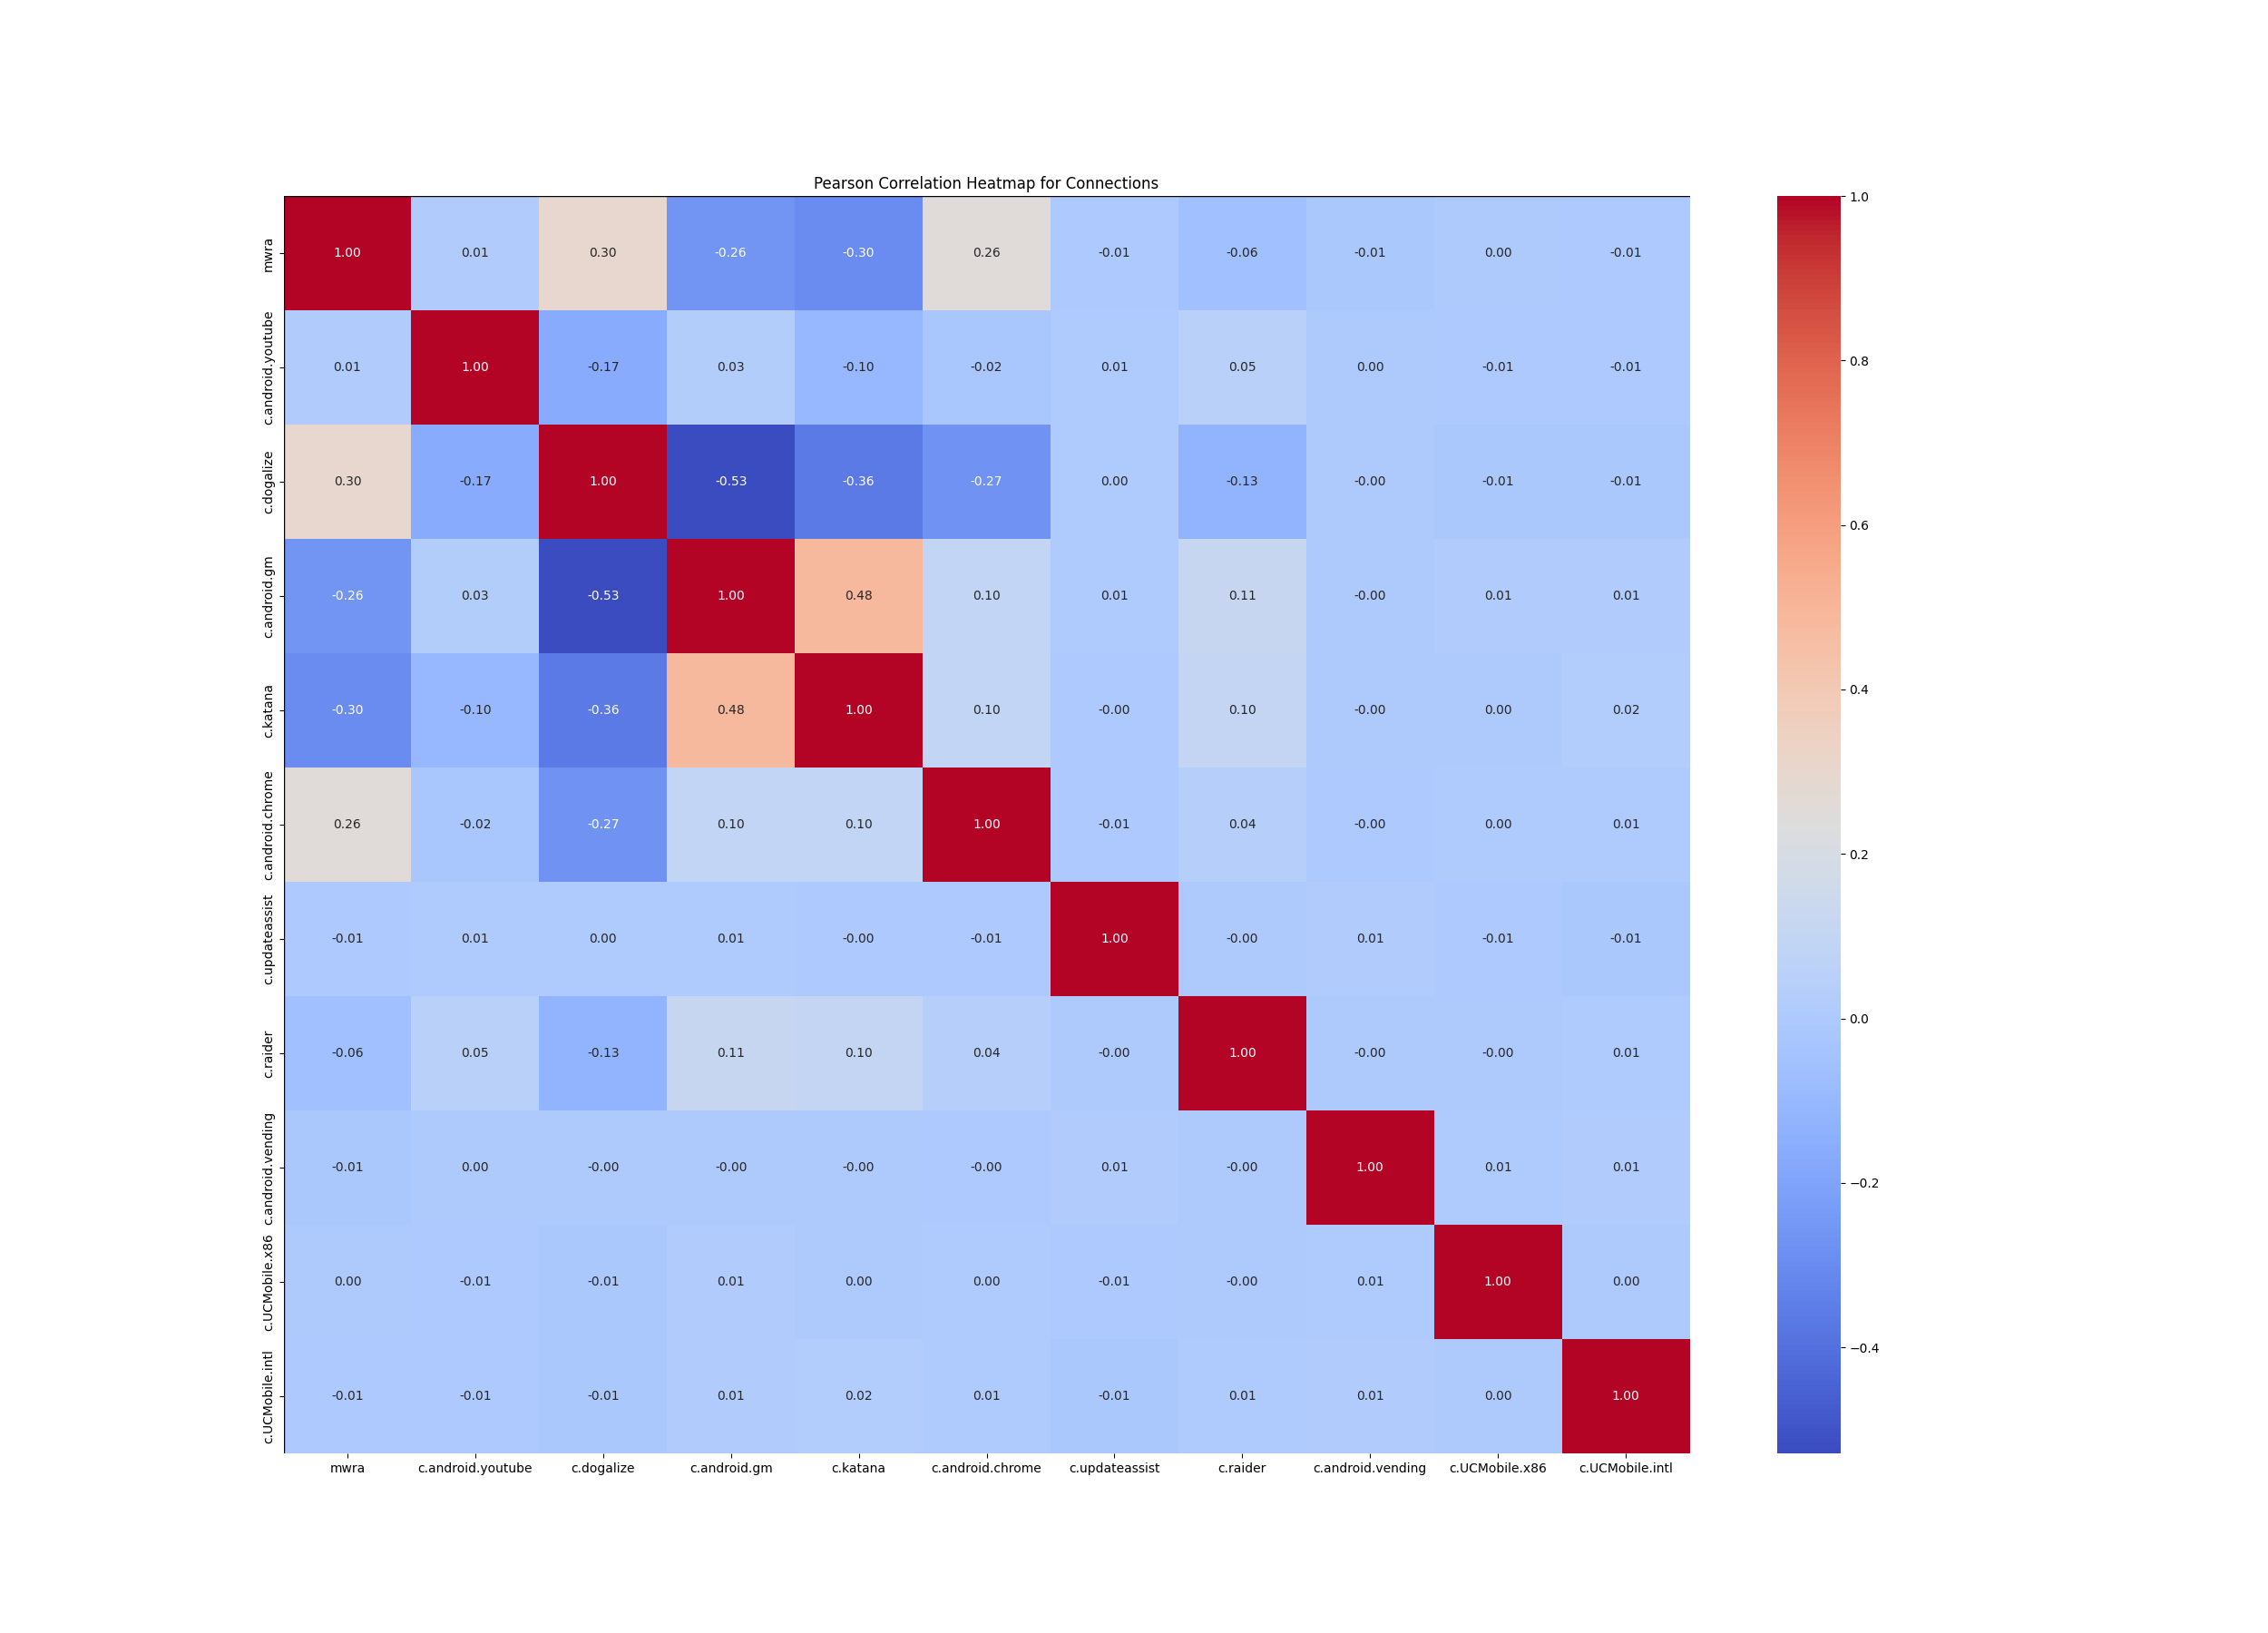 Pearson Correlation Heatmap for Connections
mwra 1.00 0.01 0.30 -0.26 -0.30 0.26 -0.01 -0.06 -0.01 0.00 -0.01
c.android.youtube 0.01 1.00 -0.17 0.03 -0.10 -0.02 0.01 0.05 0.00 -0.01 -0.01
c.dogalize 0.30 -0.17 1.00 -0.53 -0.36 -0.27 0.00 -0.13 -0.00 -0.01 -0.01
c.android.gm -0.26 0.03 -0.53 1.00 0.48 0.10 0.01 0.11 -0.00 0.01 0.01
c.katana -0.30 -0.10 -0.36 0.48 1.00 0.10 -0.00 0.10 -0.00 0.00 0.02
c.android.chrome 0.26 -0.02 -0.27 0.10 0.10 1.00 -0.01 0.04 -0.00 0.00 0.01
c.updateassist -0.01 0.01 0.00 0.01 -0.00 -0.01 1.00 -0.00 0.01 -0.01 -0.01
c.raider -0.06 0.05 -0.13 0.11 0.10 0.04 -0.00 1.00 -0.00 -0.00 0.01
c.android.vending -0.01 0.00 -0.00 -0.00 -0.00 -0.00 0.01 -0.00 1.00 0.01 0.01
c.UCMobile.x86 0.00 -0.01 -0.01 0.01 0.00 0.00 -0.01 -0.00 0.01 1.00 0.00
c.UCMobile.intl -0.01 -0.01 -0.01 0.01 0.02 0.01 -0.01 0.01 0.01 0.00 1.00
mwra c.android.youtube c.dogalize c.android.gm c.katana c.android.chrome c.updateassist c.raider c.android.vending c.UCMobile.x86 c.UCMobile.intl
1.0
0.8
0.6
0.4
0.2
0.0
−0.2
−0.4